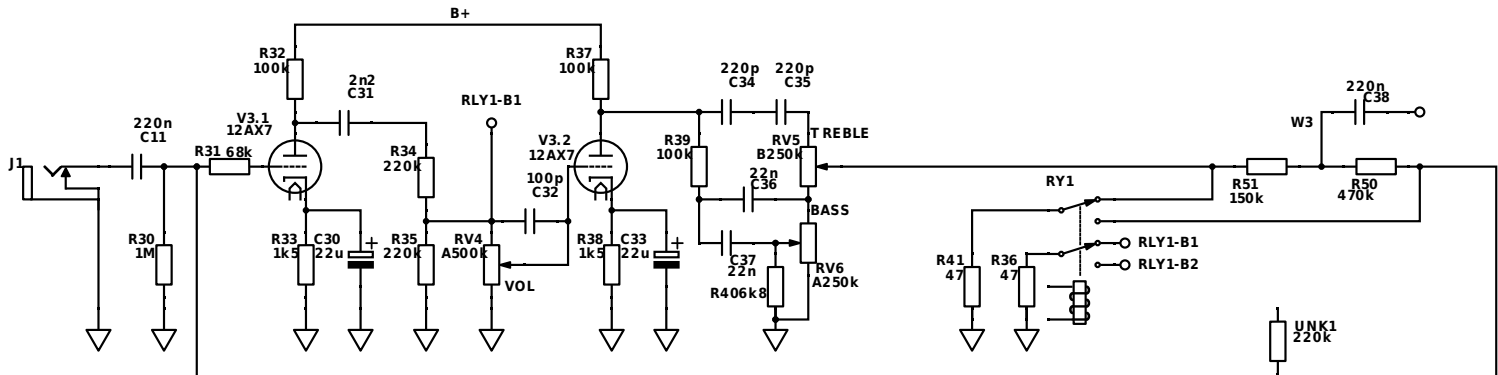 B+
R32
100k
R37
100k
2n2
C31
220p
C34
220p
C35
220n
C38
RLY1-B1
W3
220n
C11
V3.1
12AX7
V3.2
12AX7
TREBLE
RV5
B250k
J1
R31 68k
R34
220k
R39
100k
100p
C32
22n
C36
RY1
R51
150k
R50
470k
BASS
R30
1M
R33
1k5
C30
22u
R35
220k
RV4
A500k
R38
1k5
C33
22u
C37
22n
RV6
A250k
R41
47
R36
47
RLY1-B1
RLY1-B2
VOL
R406k8
UNK1
220k